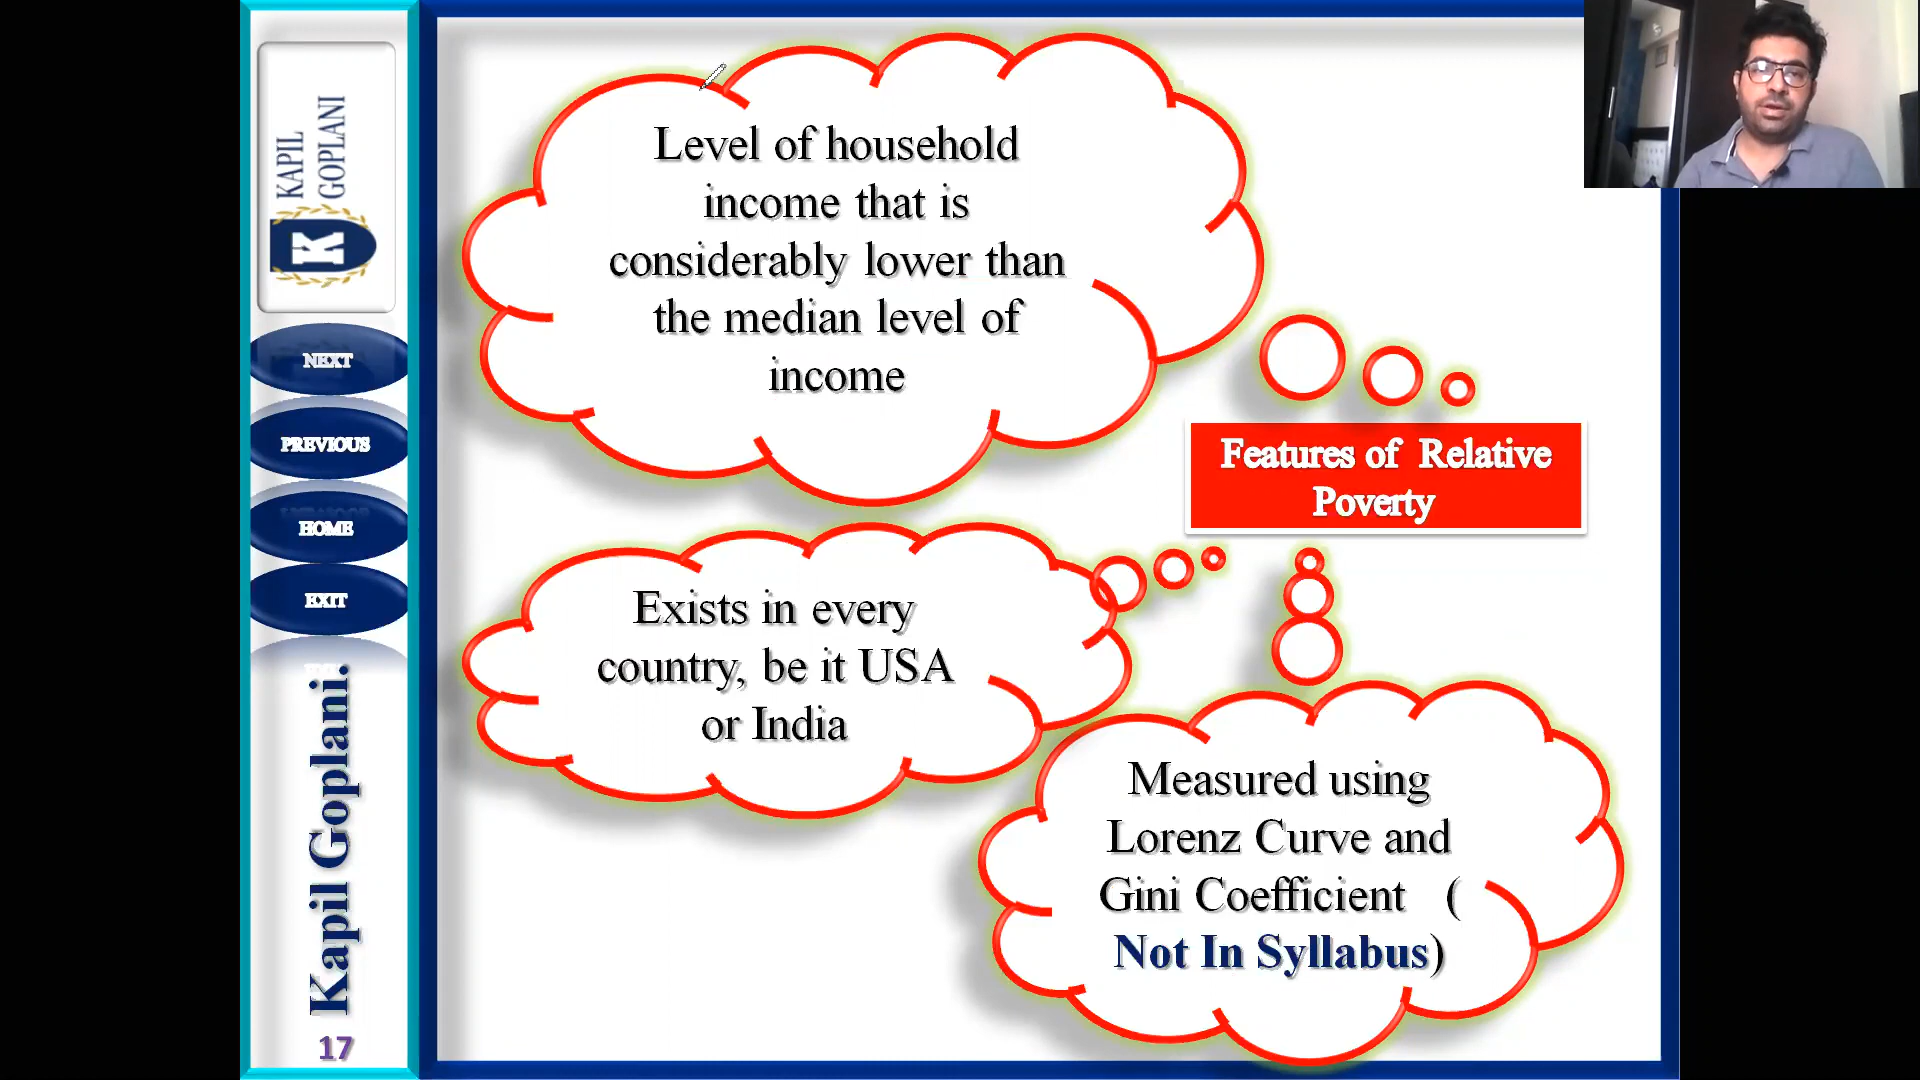 KAPIL
GOPLANI
K
NEXT
PREVIOUS
HOME
EXIT
Kapil Goplani.
17
Level of household
income that is
considerably lower than
the median level of
income
Features of Relative
Poverty
Exists in every
country, be it USA
or India
Measured using
Lorenz Curve and
Gini Coefficient (
Not In Syllabus)